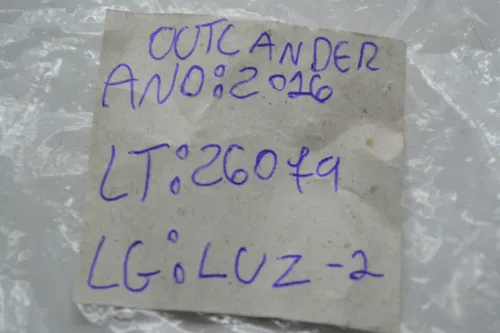 OUTCANDER
ANO:2016
LT:26079
LG:LUZ-2